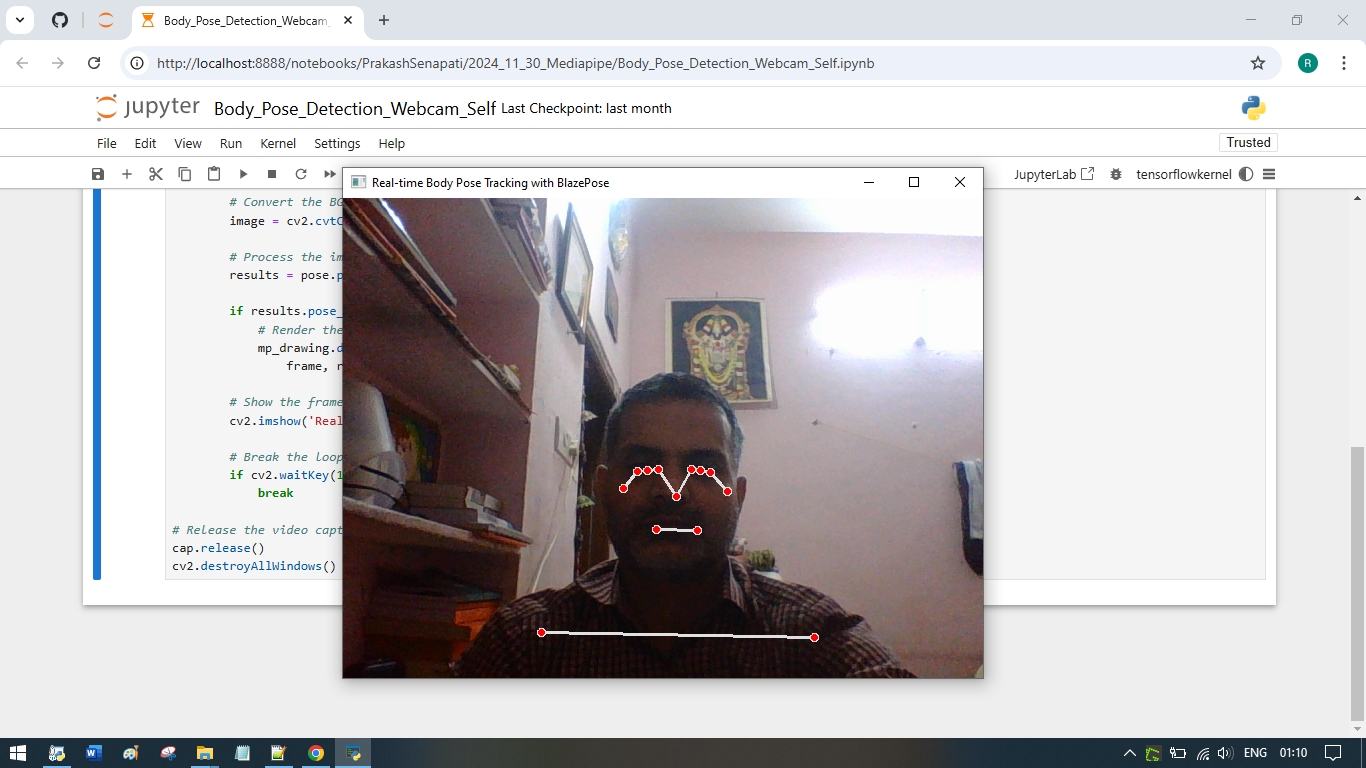 Body_Pose_Detection_Webcam_
http://localhost:8888/notebooks/PrakashSenapati/2024_11_30_Mediapipe/Body_Pose_Detection_Webcam_Self.ipynb
R
jupyter Body_Pose_Detection_Webcam_Self Last Checkpoint: last month
File Edit View Run Kernel Settings Help
Trusted
JupyterLab tensorflowkernel
Real-time Body Pose Tracking with BlazePose
# Convert the BG
image = cv2.cvtC
# Process the im
results = pose.p
if results.pose_
# Render the
mp_drawing.d
frame, r
# Show the frame
cv2.imshow('Real
# Break the loop
if cv2.waitKey(1
break
# Release the video capt
cap.release()
cv2.destroyAllWindows()
ENG 01:10